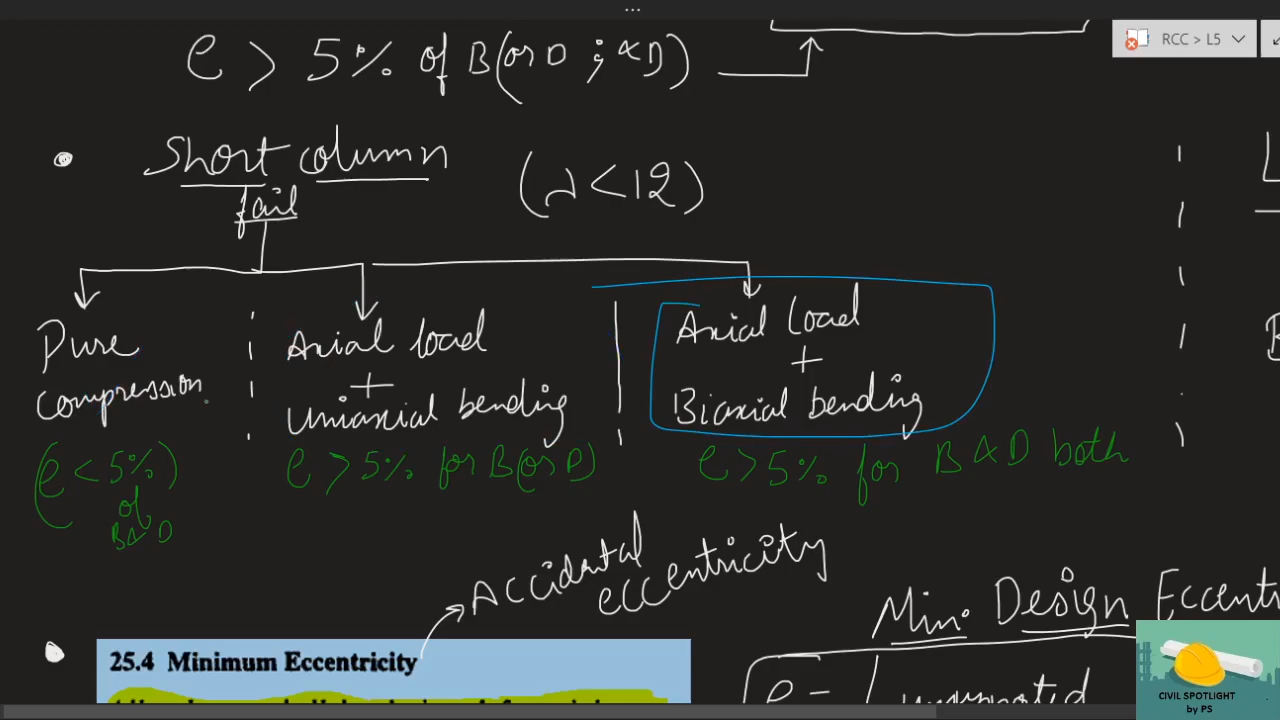 ...
RCC > L5
e > 5% of B(or D ; & D)
Short column (λ < 12)
fail
Pure
compression
(e < 5%)
of
B & D
Axial load
+
Uniaxial bending
e > 5% for B(or D)
Axial load
+
Biaxial bending
e > 5% for B & D both
Accidental
eccentricity
Min. Design Eccentr
25.4 Minimum Eccentricity
e = unsupported
CIVIL SPOTLIGHT
by PS